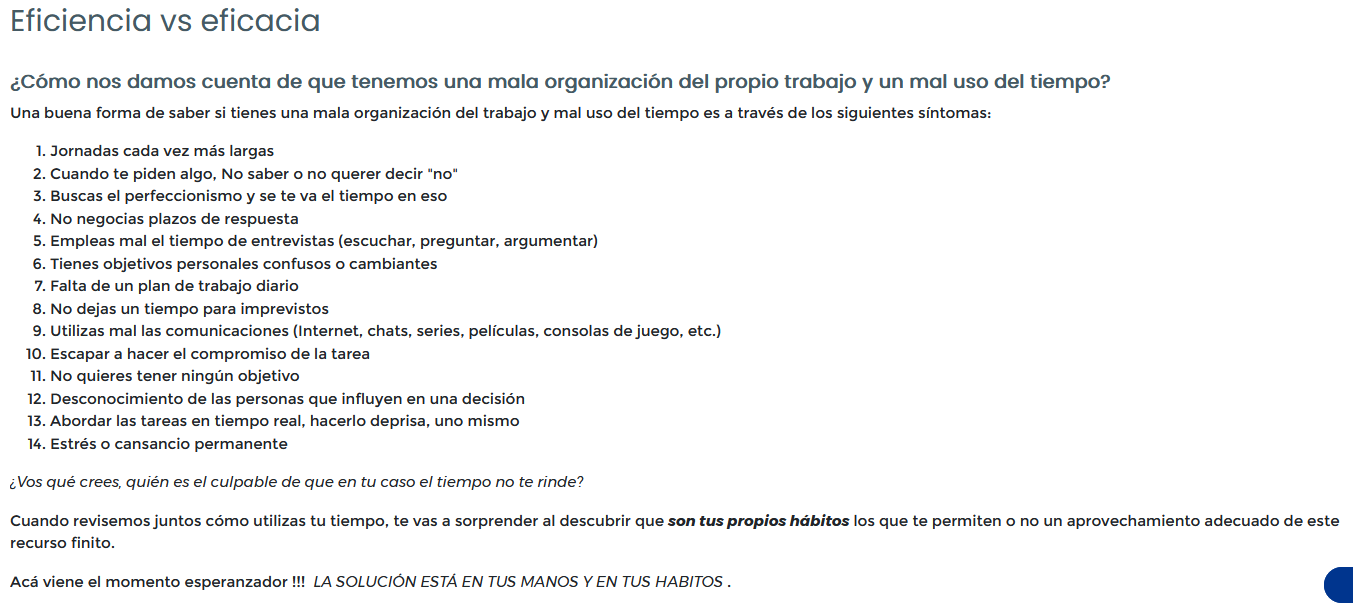 Eficiencia vs eficacia
¿Cómo nos damos cuenta de que tenemos una mala organización del propio trabajo y un mal uso del tiempo?
Una buena forma de saber si tienes una mala organización del trabajo y mal uso del tiempo es a través de los siguientes síntomas:
1. Jornadas cada vez más largas
2. Cuando te piden algo, No saber o no querer decir "no"
3. Buscas el perfeccionismo y se te va el tiempo en eso
4. No negocias plazos de respuesta
5. Empleas mal el tiempo de entrevistas (escuchar, preguntar, argumentar)
6. Tienes objetivos personales confusos o cambiantes
7. Falta de un plan de trabajo diario
8. No dejas un tiempo para imprevistos
9. Utilizas mal las comunicaciones (Internet, chats, series, películas, consolas de juego, etc.)
10. Escapar a hacer el compromiso de la tarea
11. No quieres tener ningún objetivo
12. Desconocimiento de las personas que influyen en una decisión
13. Abordar las tareas en tiempo real, hacerlo deprisa, uno mismo
14. Estrés o cansancio permanente
¿Vos qué crees, quién es el culpable de que en tu caso el tiempo no te rinde?
Cuando revisemos juntos cómo utilizas tu tiempo, te vas a sorprender al descubrir que son tus propios hábitos los que te permiten o no un aprovechamiento adecuado de este
recurso finito.
Acá viene el momento esperanzador !!! LA SOLUCIÓN ESTÁ EN TUS MANOS Y EN TUS HABITOS .